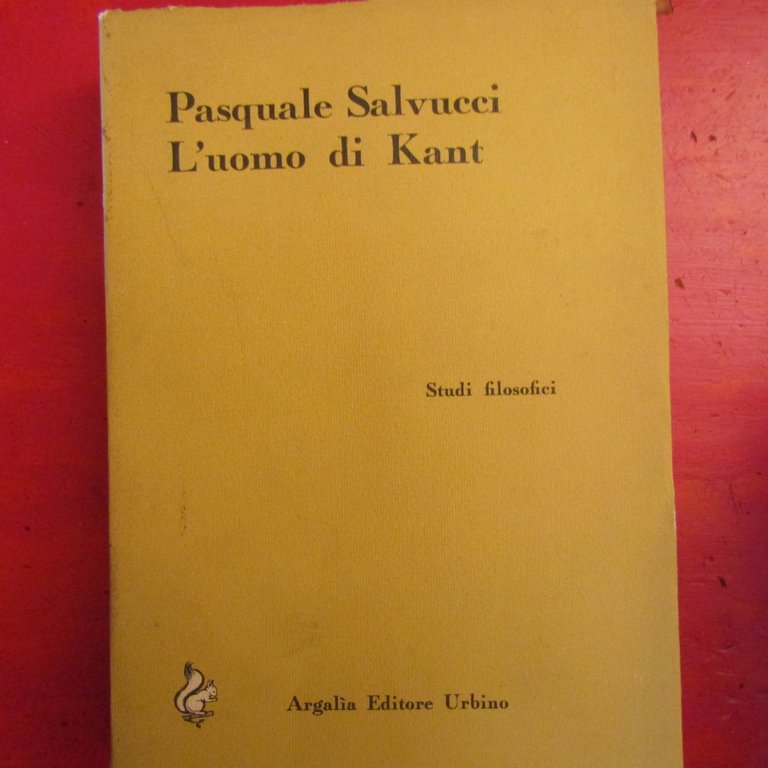 Pasquale Salvucci
L'uomo di Kant
Studi filosofici
Argalìa Editore Urbino